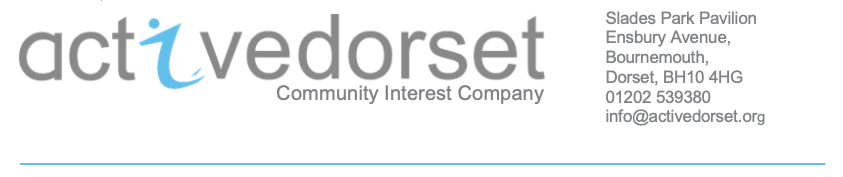 activedorset
Community Interest Company
Slades Park Pavilion
Ensbury Avenue,
Bournemouth,
Dorset, BH10 4HG
01202 539380
info@activedorset.org